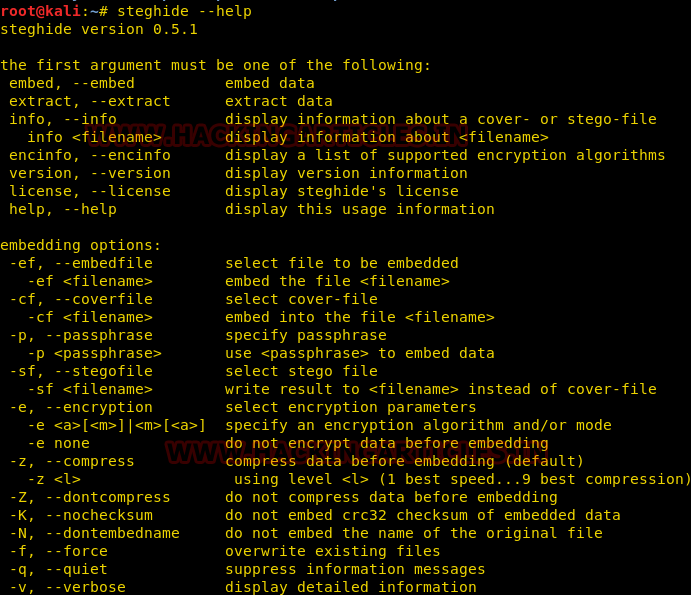 root@kali:~# steghide --help
steghide version 0.5.1
the first argument must be one of the following:
embed, --embed          embed data
extract, --extract      extract data
info, --info            display information about a cover- or stego-file
info <filename>       display information about <filename>
encinfo, --encinfo      display a list of supported encryption algorithms
version, --version      display version information
license, --license      display steghide's license
help, --help            display this usage information
embedding options:
-ef, --embedfile        select file to be embedded
-ef <filename>        embed the file <filename>
-cf, --coverfile        select cover-file
-cf <filename>        embed into the file <filename>
-p, --passphrase        specify passphrase
-p <passphrase>       use <passphrase> to embed data
-sf, --stegofile        select stego file
-sf <filename>        write result to <filename> instead of cover-file
-e, --encryption        select encryption parameters
-e <a>[<m>]|<m>[<a>]  specify an encryption algorithm and/or mode
-e none               do not encrypt data before embedding
WWW.HACKINGARTICLES.IN
-z, --compress          compress data before embedding (default)
-z <l>                 using level <l> (1 best speed...9 best compression)
-Z, --dontcompress      do not compress data before embedding
-K, --nochecksum        do not embed crc32 checksum of embedded data
-N, --dontembedname     do not embed the name of the original file
-f, --force             overwrite existing files
-q, --quiet             suppress information messages
-v, --verbose           display detailed information